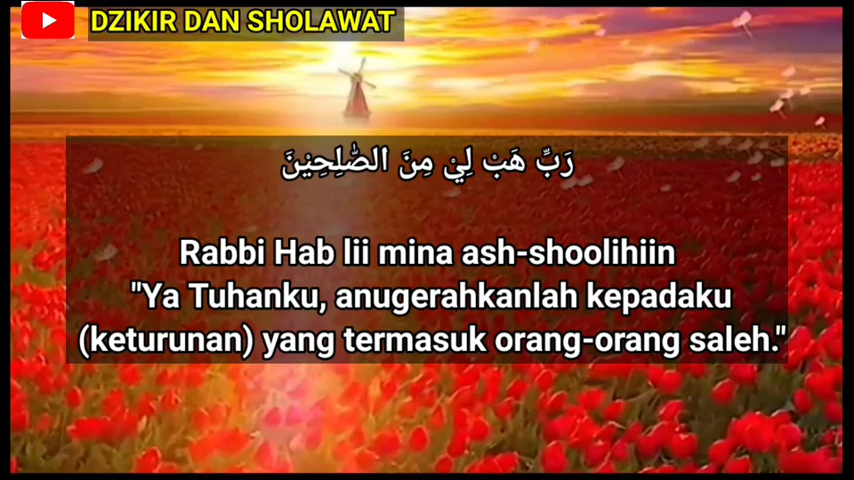 DZIKIR DAN SHOLAWAT
رَبِّ هَبْ لِيْ مِنَ الصّٰلِحِيْنَ
Rabbi Hab lii mina ash-shoolihiin
"Ya Tuhanku, anugerahkanlah kepadaku
(keturunan) yang termasuk orang-orang saleh."